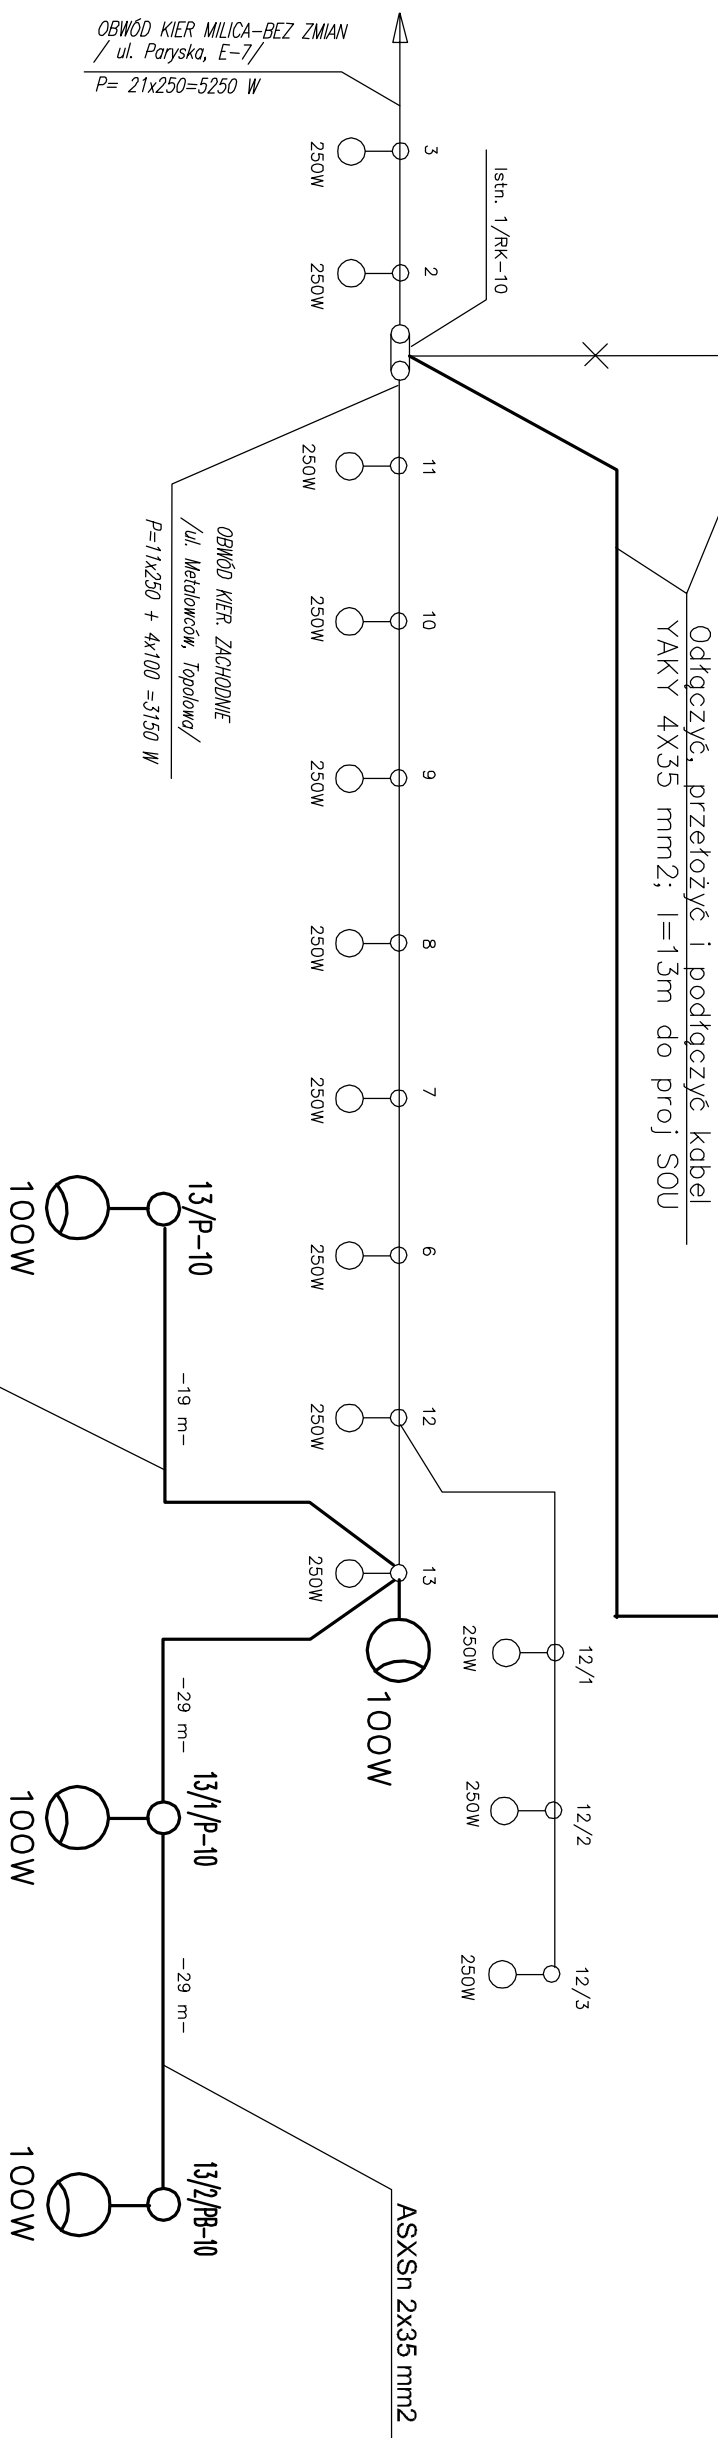 OBWÓD KIER MILICA-BEZ ZMIAN
/ ul. Paryska, E-7/
P= 21x250=5250 W
3
250W
Istn. 1/RK-10
2
250W
11
250W
OBWÓD KIER. ZACHODNIE
/ul. Metalowców, Topolowa/
P=11x250 + 4x100 =3150 W
10
250W
Odłączyć, przełożyć i podłączyć kabel
YAKY 4X35 mm2; l=13m do proj SOU
9
250W
8
250W
7
250W
13/P-10
100W
6
250W
-19 m-
12
250W
13
250W
100W
12/1
250W
-29 m-
13/1/P-10
100W
12/2
250W
-29 m-
12/3
250W
13/2/PB-10
100W
ASXSn 2x35 mm2